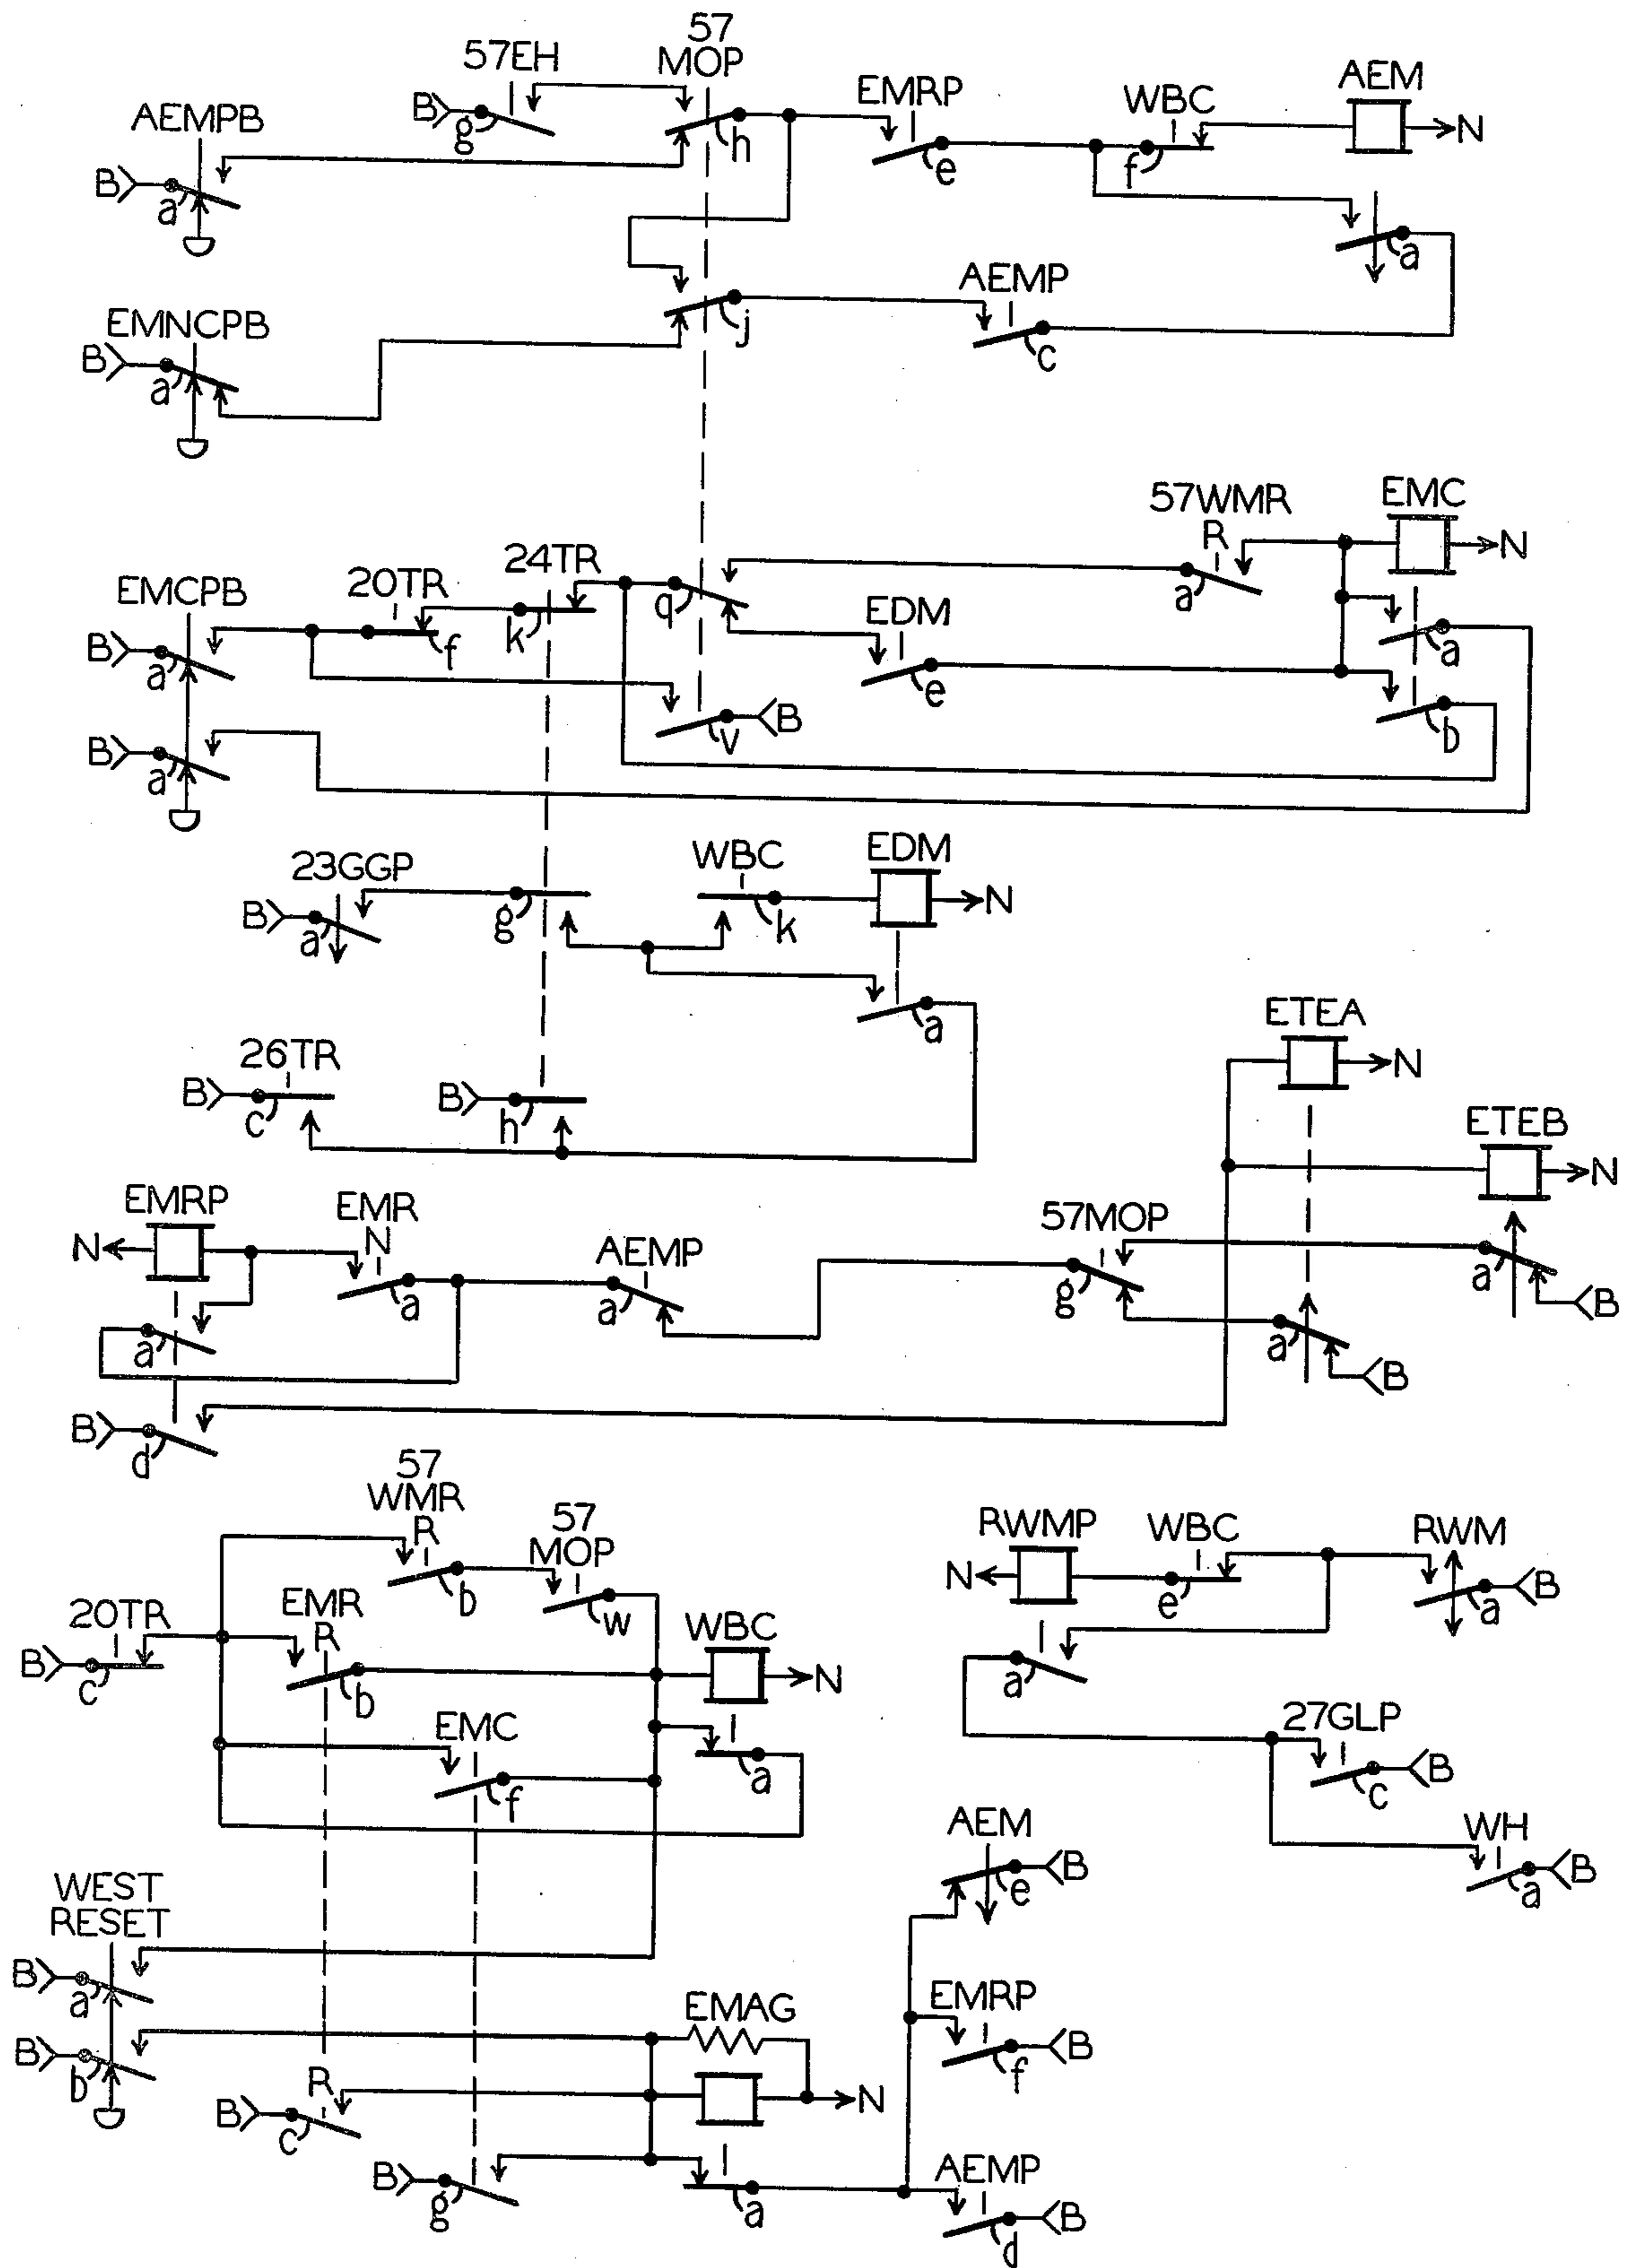 57
57EH
MOP
AEM
EMRP
WBC
AEMPB
B
g
h
N
B
a
e
f
a
AEMP
j
EMNCPB
c
B
a
57WMR
EMC
R
24TR
N
20TR
EMCPB
q
a
EDM
B
a
f
k
a
e
v
B
b
B
a
WBC
EDM
23GGP
B
a
g
k
N
a
ETEA
26TR
N
B
c
B
h
ETEB
N
EMRP
EMR
57MOP
N
N
AEMP
a
a
g
a
B
a
a
B
B
d
57
WMR
57
RWMP
WBC
RWM
R
MOP
N
B
EMR
b
e
a
20TR
R
w
WBC
B
c
b
N
a
EMC
27GLP
a
f
B
c
AEM
WH
WEST
B
B
RESET
e
a
B
a
EMRP
EMAG
B
b
B
f
R
N
B
c
AEMP
B
g
a
B
d